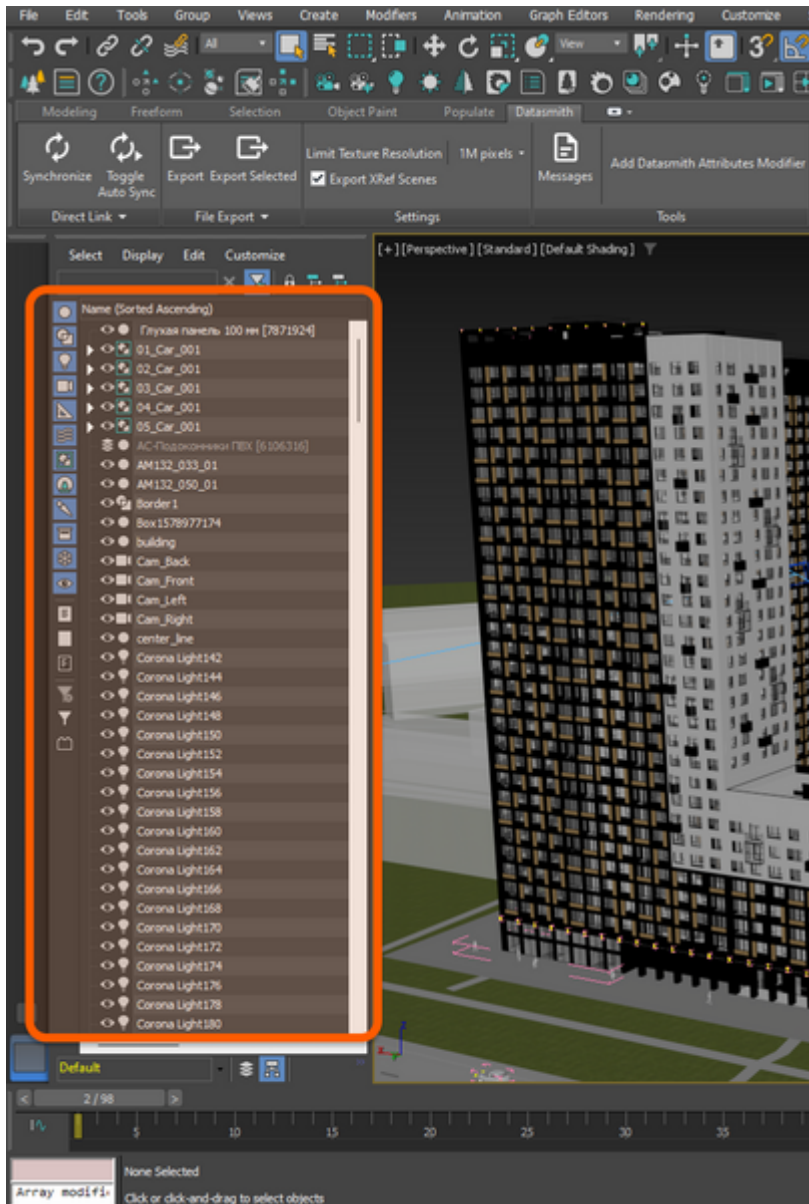 File Edit Tools Group Views Create Modifiers Animation Graph Editors Rendering Customize
All View
Modeling Freeform Selection Object Paint Populate Datasmith
Synchronize Toggle Auto Sync Export Export Selected Limit Texture Resolution 1M pixels Messages Add Datasmith Attributes Modifier
Export XRef Scenes
Direct Link File Export Settings Tools
Select Display Edit Customize
[+] [Perspective] [Standard] [Default Shading]
Name (Sorted Ascending)
Глухая панель 100 мм [7871924]
01_Car_001
02_Car_001
03_Car_001
04_Car_001
05_Car_001
АС-Подоконники ПВХ [6106316]
AM132_033_01
AM132_050_01
Border1
Box1578977174
building
Cam_Back
Cam_Front
Cam_Left
Cam_Right
center_line
Corona Light142
Corona Light144
Corona Light146
Corona Light148
Corona Light150
Corona Light152
Corona Light154
Corona Light156
Corona Light158
Corona Light160
Corona Light162
Corona Light164
Corona Light166
Corona Light168
Corona Light170
Corona Light172
Corona Light174
Corona Light176
Corona Light178
Corona Light180
Default
< 2 / 98 >
5 10 15 20 25 30 35
None Selected
Array modifi
Click or click-and-drag to select objects